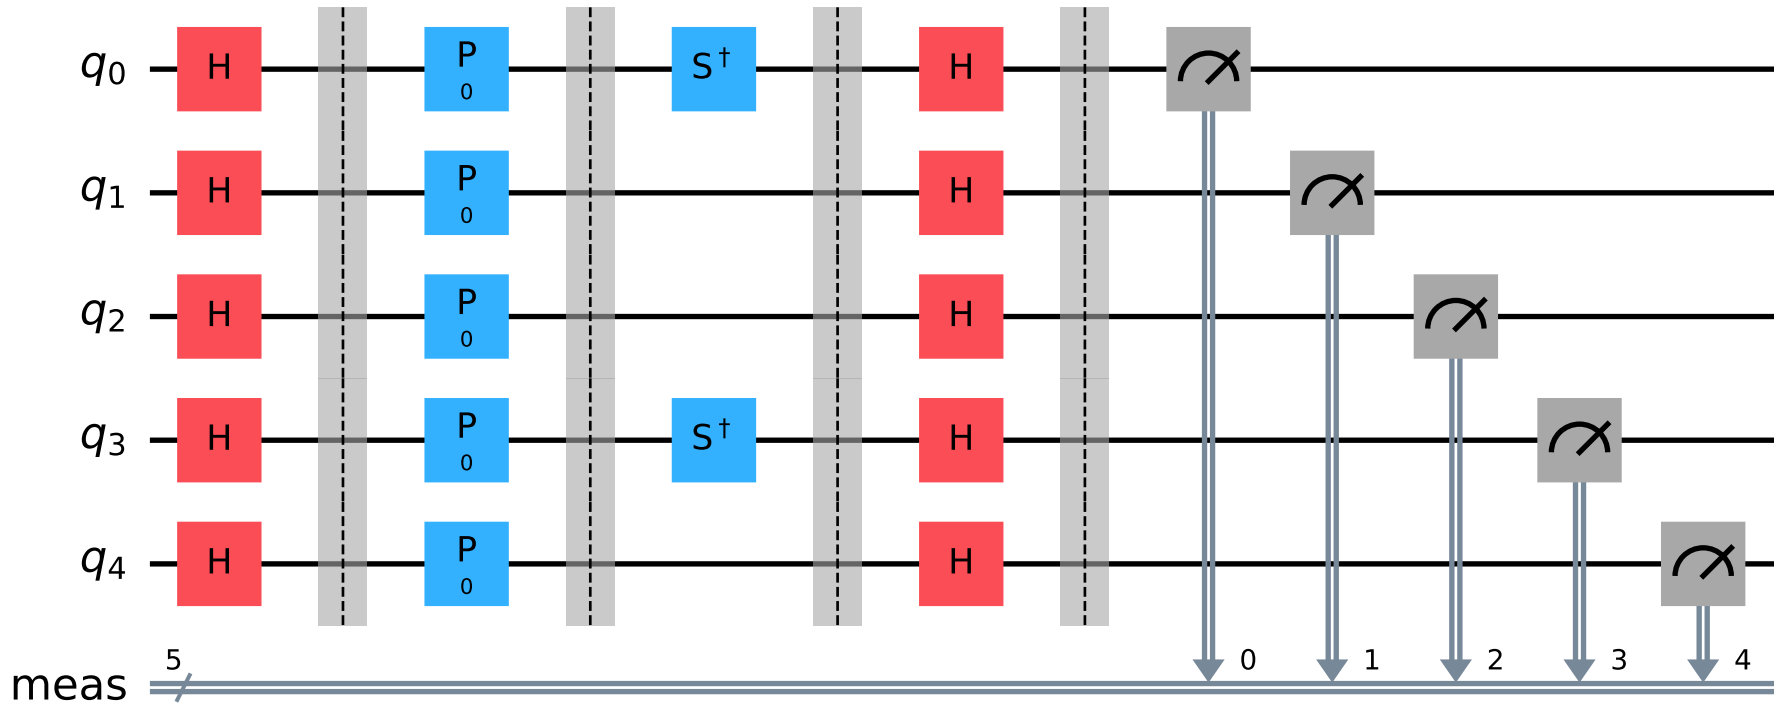 q0 H P 0 S† H
q1 H P 0 H
q2 H P 0 H
q3 H P 0 S† H
q4 H P 0 H
5 0 1 2 3 4
meas